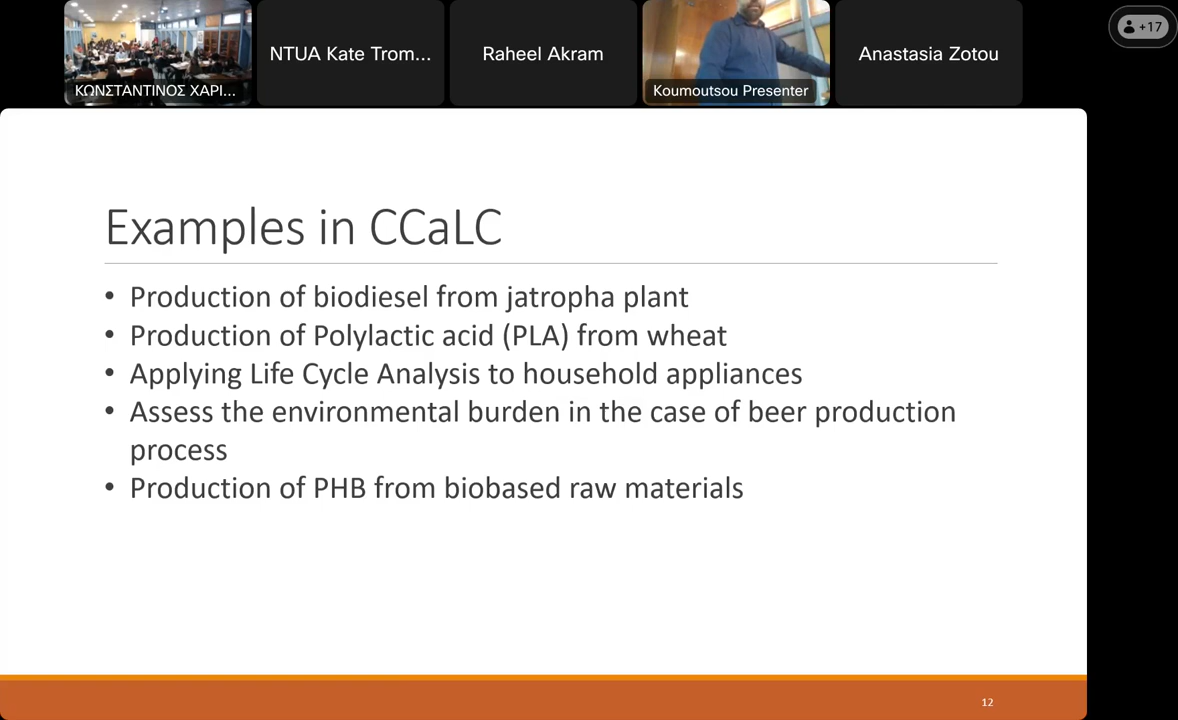 ΚΩΝΣΤΑΝΤΙΝΟΣ ΧΑΡΙ...
NTUA Kate Trom...
Raheel Akram
Koumoutsou Presenter
Anastasia Zotou
+17
Examples in CCaLC
• Production of biodiesel from jatropha plant
• Production of Polylactic acid (PLA) from wheat
• Applying Life Cycle Analysis to household appliances
• Assess the environmental burden in the case of beer production
process
• Production of PHB from biobased raw materials
12